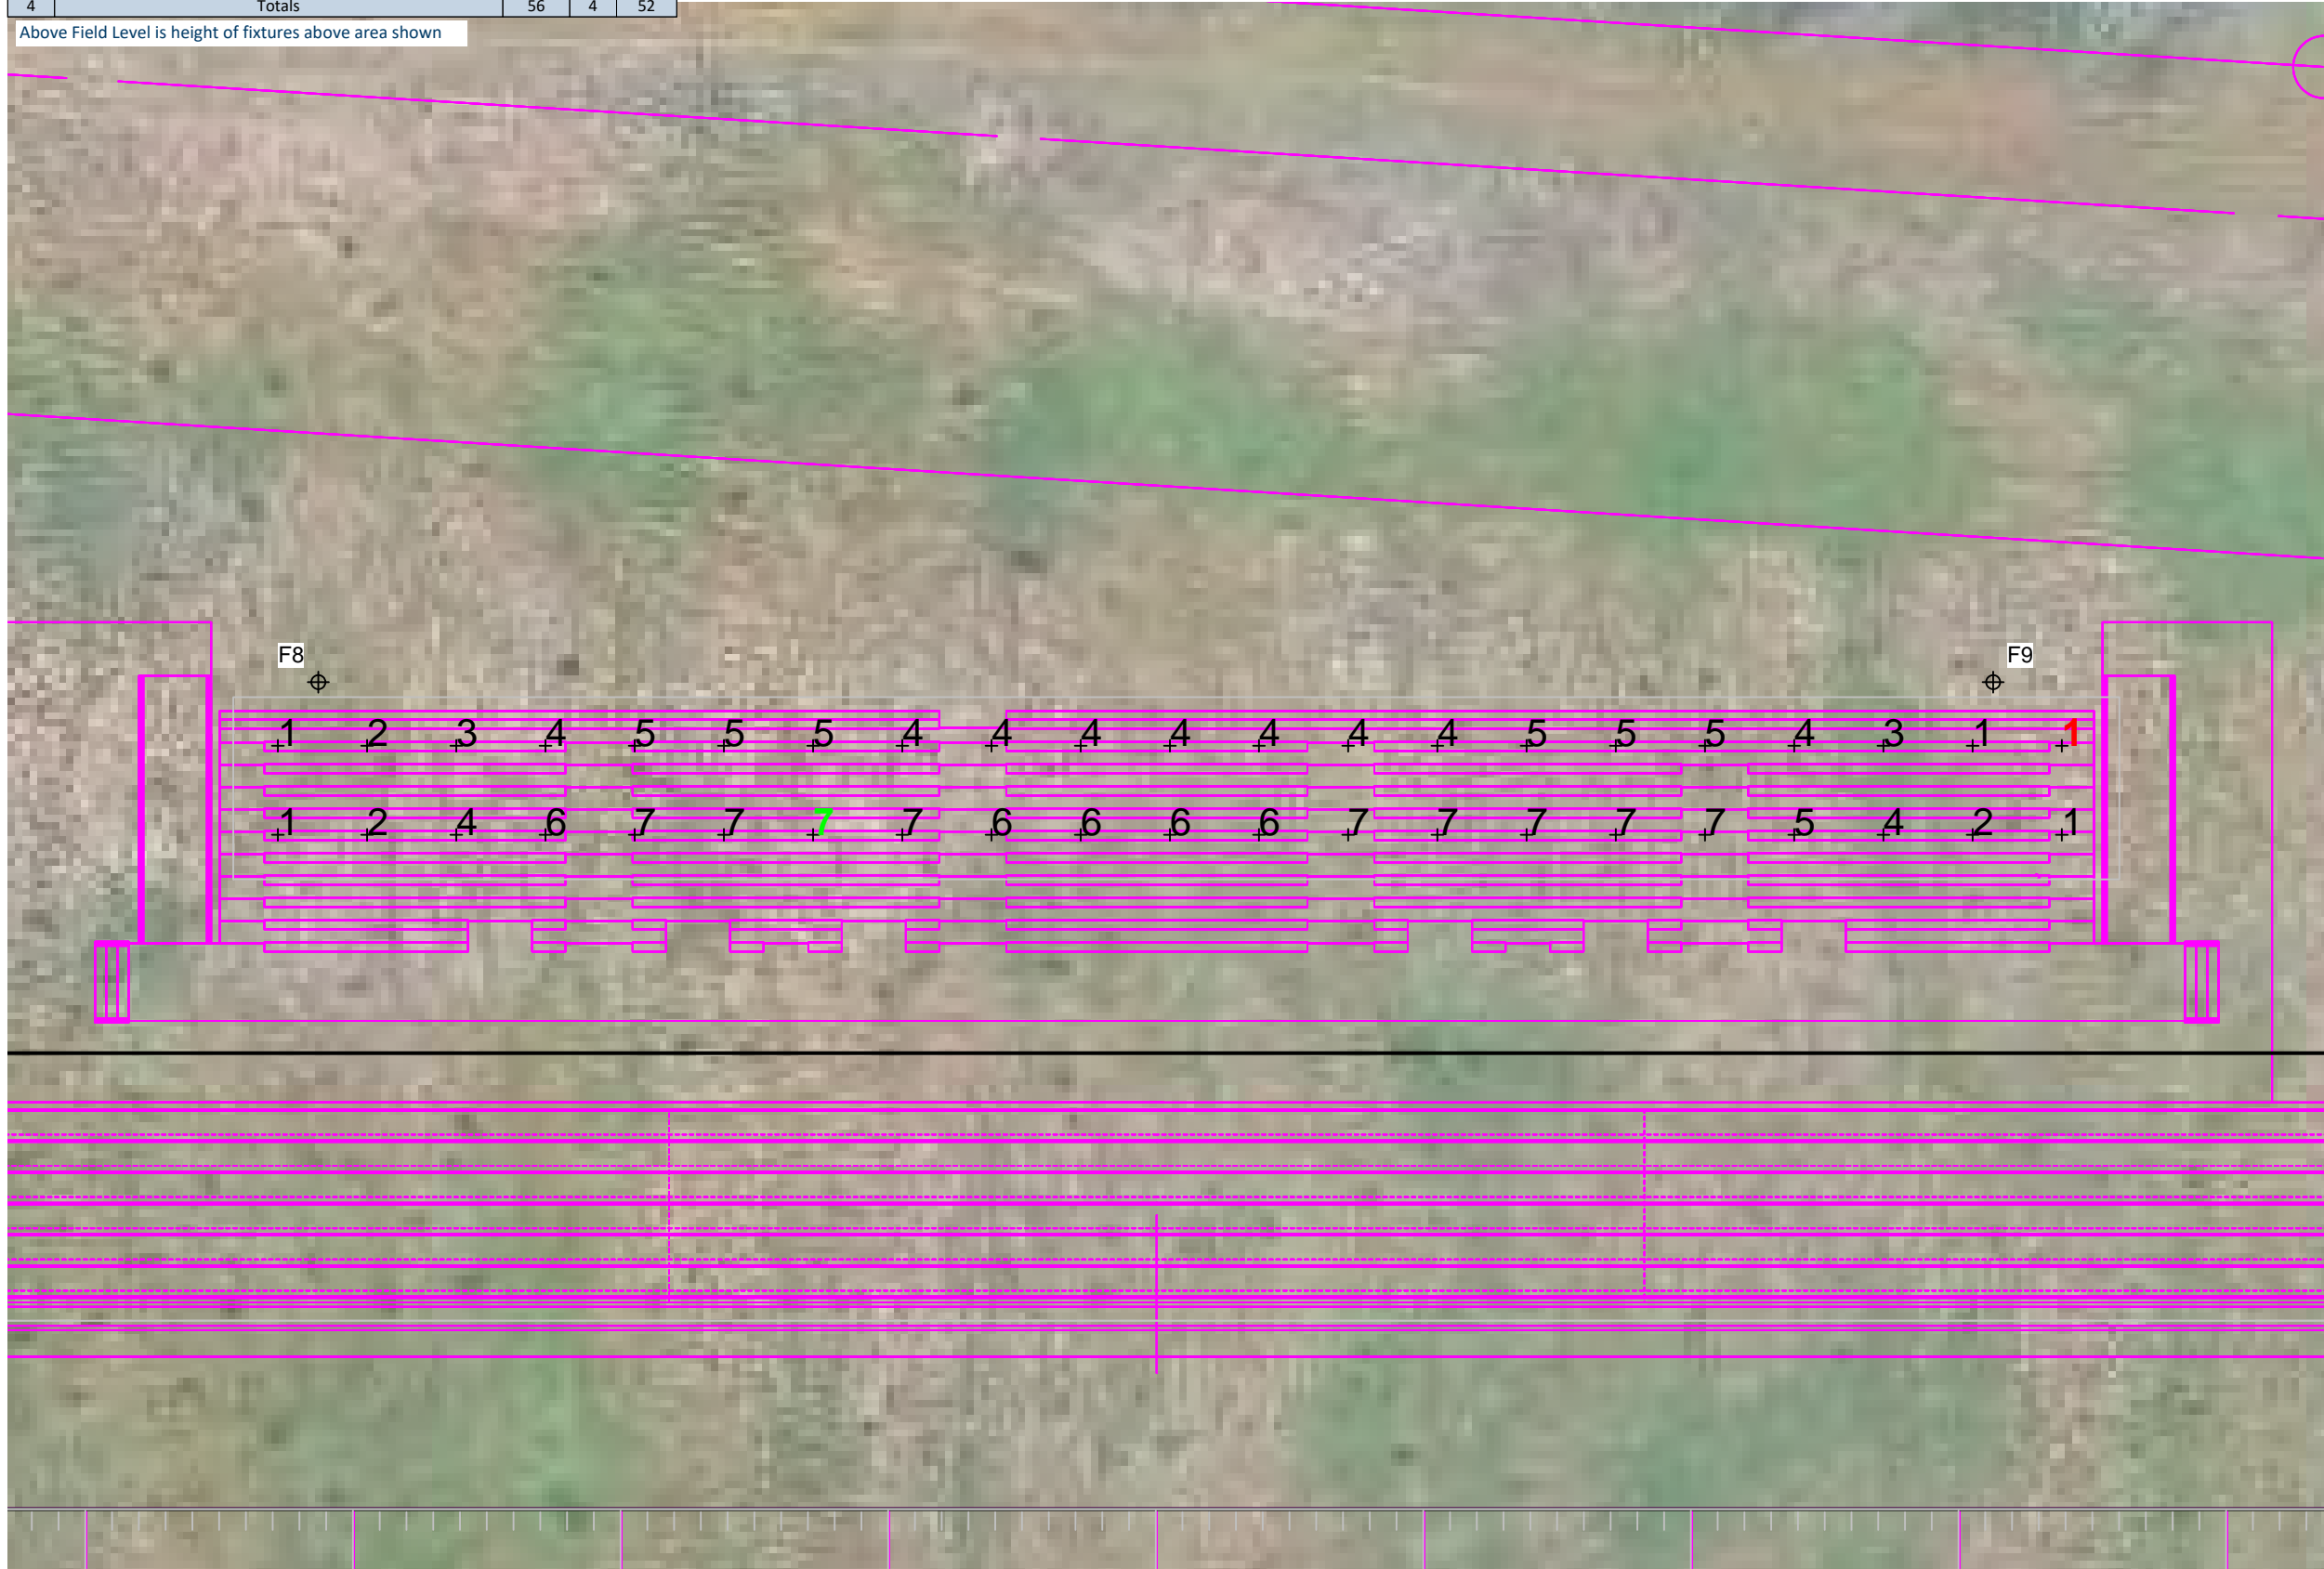 4 Totals 56 4 52
Above Field Level is height of fixtures above area shown
F8 F9
1 2 3 4 5 5 5 4 4 4 4 4 4 4 5 5 5 4 3 1 1
1 2 4 6 7 7 7 7 6 6 6 6 7 7 7 7 7 5 4 2 1